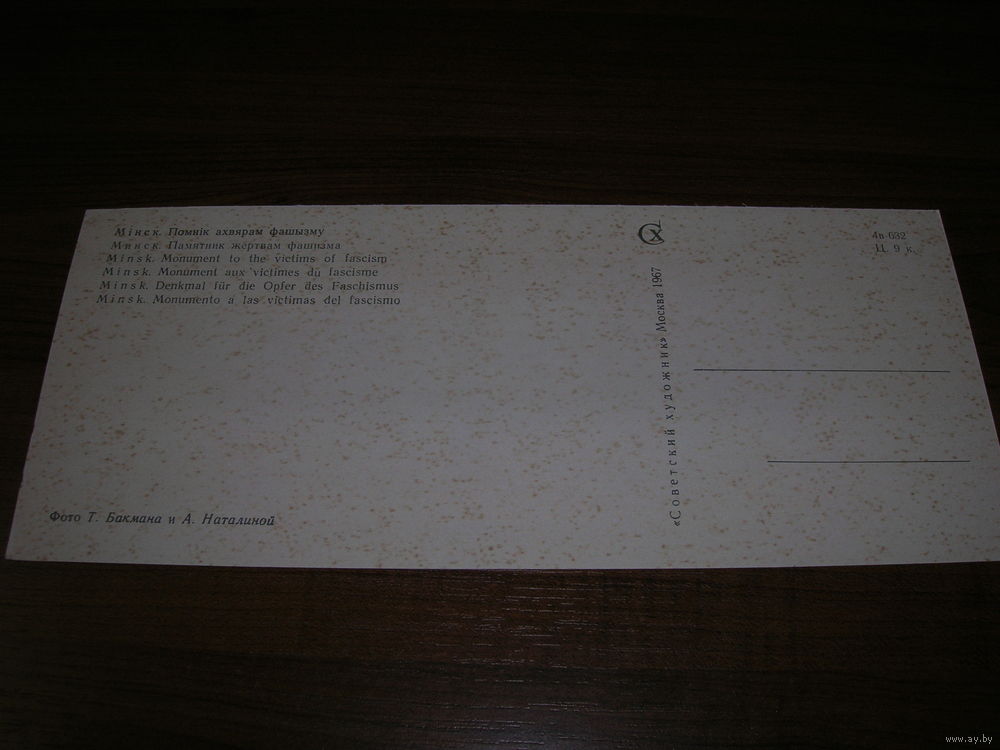 Мінск. Помнік ахвярам фашызму
Минск. Памятник жертвам фашизма
Minsk. Monument to the victims of fascism
Minsk. Monument aux victimes du fascisme
Minsk. Denkmal für die Opfer des Faschismus
Minsk. Monumento a las víctimas del fascismo
Фото Т. Бакмана и А. Наталиной
«Советский художник» Москва 1967
СХ
4в-632
Ц. 9 к.
www.ay.by